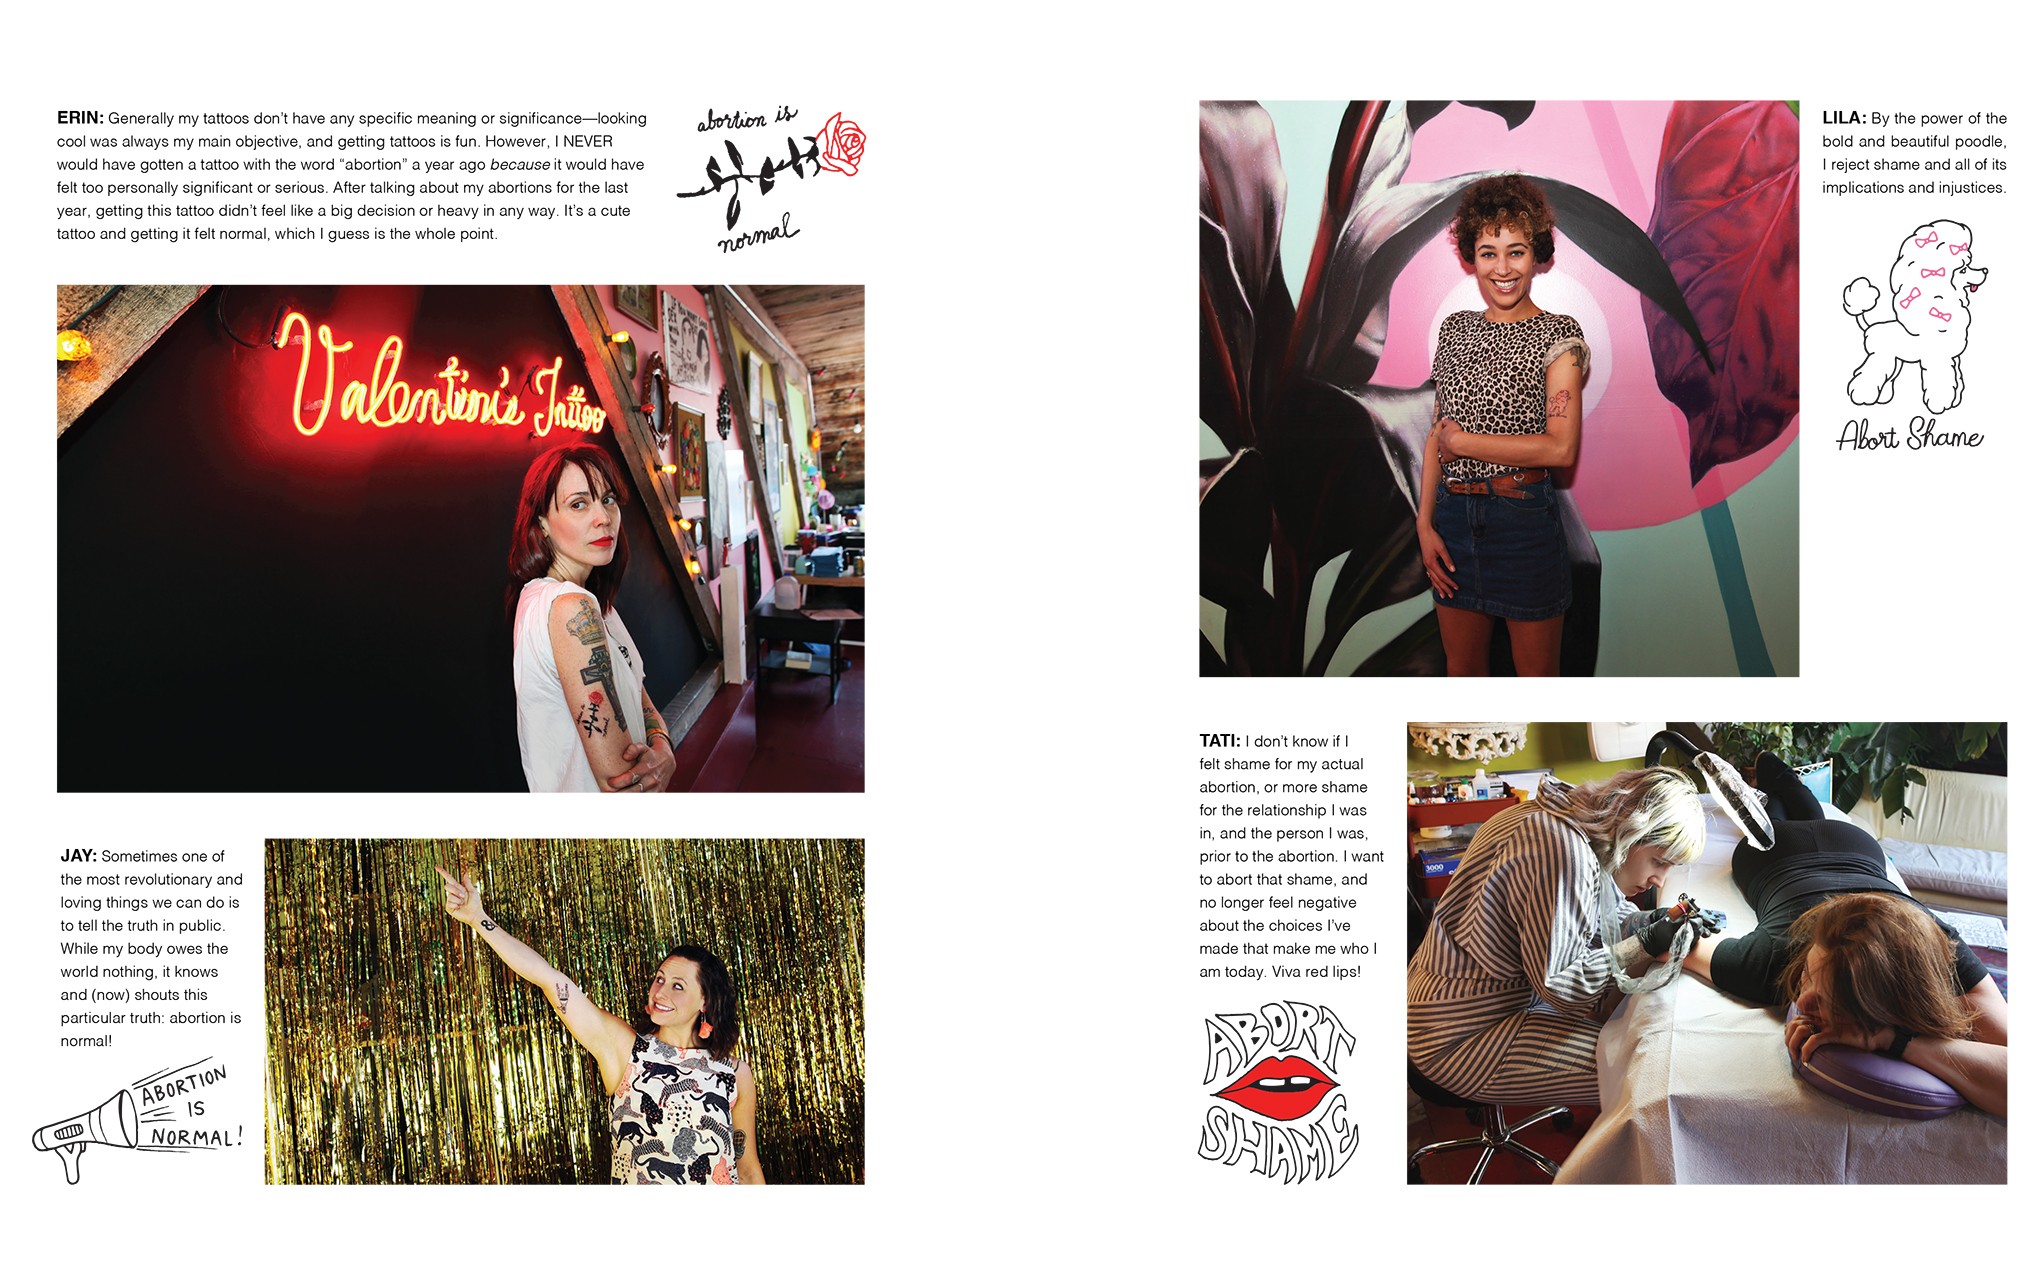 ERIN: Generally my tattoos don’t have any specific meaning or significance—looking
cool was always my main objective, and getting tattoos is fun. However, I NEVER
would have gotten a tattoo with the word “abortion” a year ago because it would have
felt too personally significant or serious. After talking about my abortions for the last
year, getting this tattoo didn’t feel like a big decision or heavy in any way. It’s a cute
tattoo and getting it felt normal, which I guess is the whole point.
abortion is
normal
Valentine's Tattoo
JAY: Sometimes one of
the most revolutionary and
loving things we can do is
to tell the truth in public.
While my body owes the
world nothing, it knows
and (now) shouts this
particular truth: abortion is
normal!
ABORTION
IS
NORMAL!
LILA: By the power of the
bold and beautiful poodle,
I reject shame and all of its
implications and injustices.
Abort Shame
TATI: I don’t know if I
felt shame for my actual
abortion, or more shame
for the relationship I was
in, and the person I was,
prior to the abortion. I want
to abort that shame, and
no longer feel negative
about the choices I’ve
made that make me who I
am today. Viva red lips!
ABORT
SHAME
3000